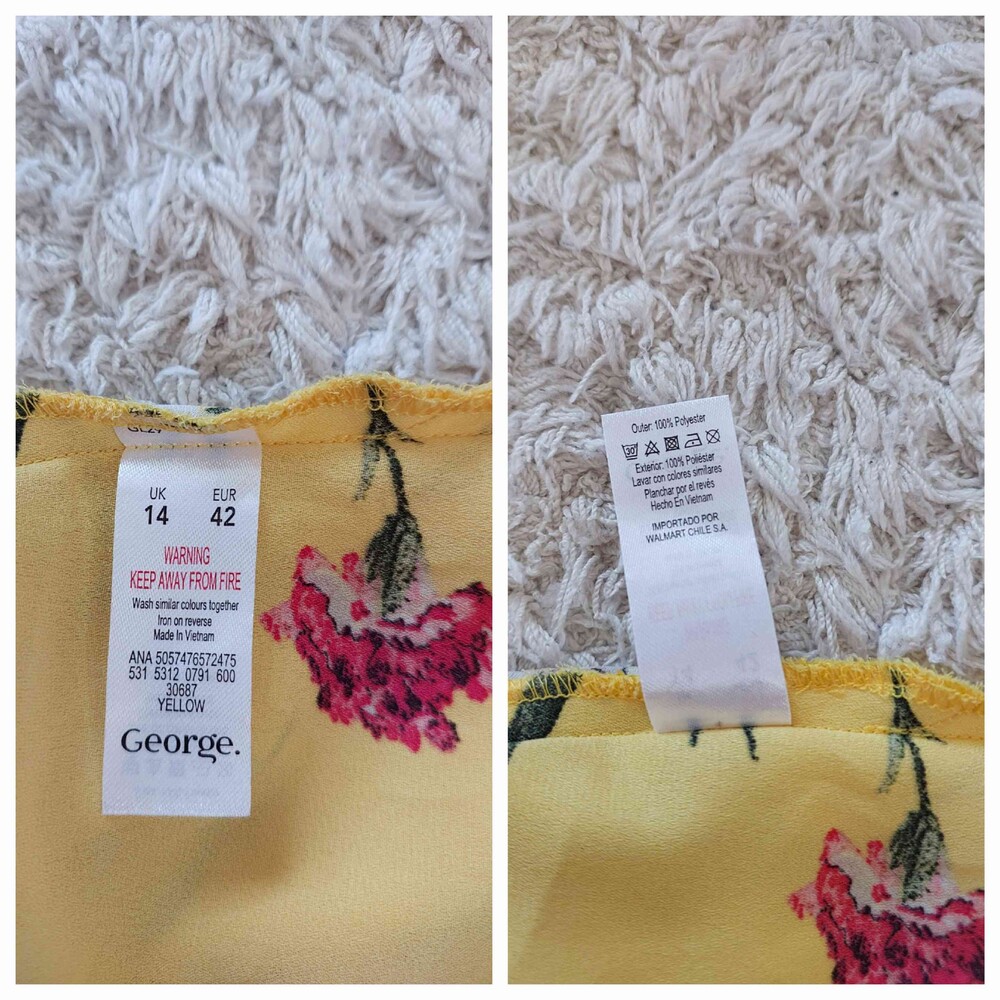 UK EUR
14 42
WARNING
KEEP AWAY FROM FIRE
Wash similar colours together
Iron on reverse
Made In Vietnam
ANA 5057476572475
531 5312 0791 600
30687
YELLOW
George.
Outer: 100% Polyester
30°
Exterior: 100% Poliéster
Lavar con colores similares
Planchar por el revés
Hecho En Vietnam
IMPORTADO POR
WALMART CHILE S.A.